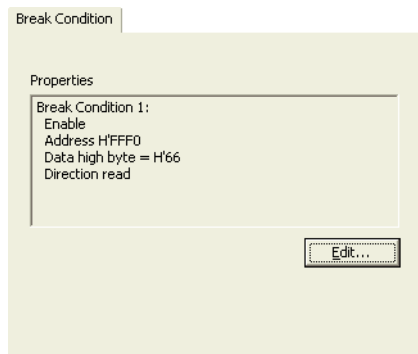 Break Condition
Properties
Break Condition 1:
Enable
Address H'FFF0
Data high byte = H'66
Direction read
Edit...